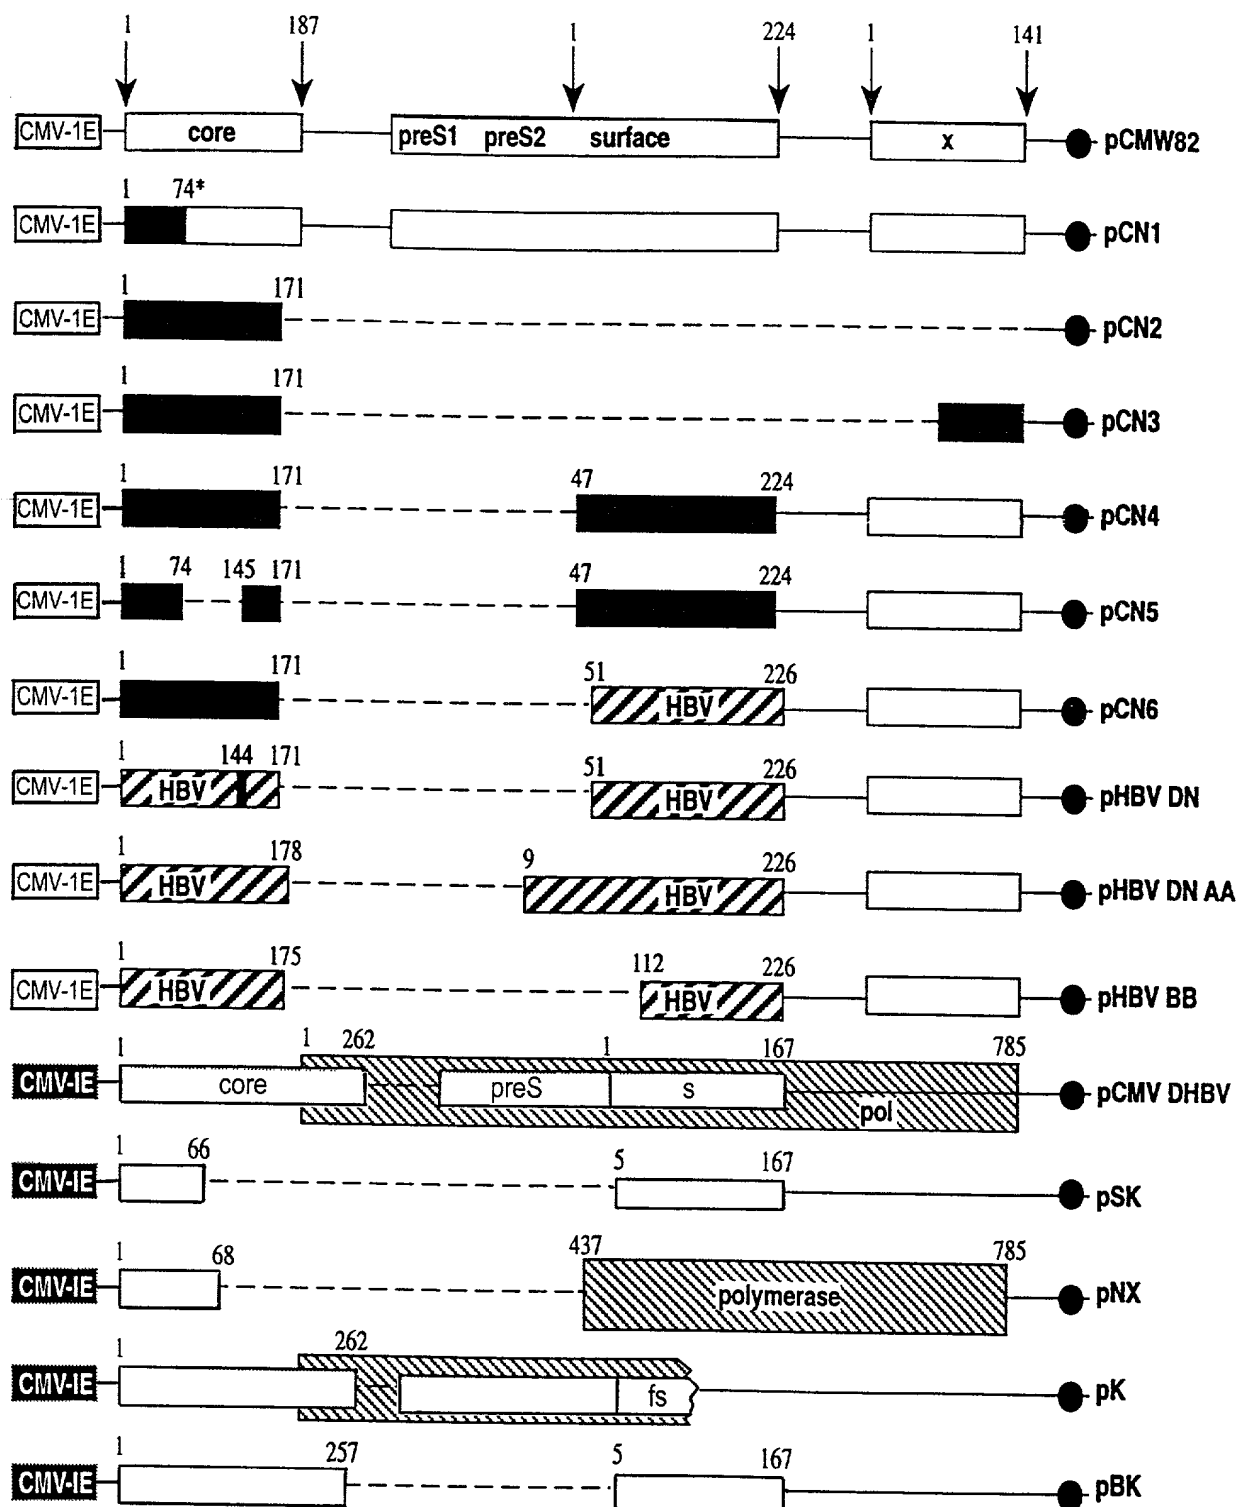 1 187 1 224 1 141
CMV-1E core preS1 preS2 surface x pCMW82
1 74*
CMV-1E pCN1
1 171
CMV-1E pCN2
1 171
CMV-1E pCN3
1 171 47 224
CMV-1E pCN4
1 74 145 171 47 224
CMV-1E pCN5
1 171 51 226
CMV-1E HBV pCN6
1 144 171 51 226
CMV-1E HBV HBV pHBV DN
1 178 9 226
CMV-1E HBV HBV pHBV DN AA
1 175 112 226
CMV-1E HBV HBV pHBV BB
1 1 262 1 167 785
CMV-IE core preS s pol pCMV DHBV
1 66 5 167
CMV-IE pSK
1 68 437 785
CMV-IE polymerase pNX
262
CMV-IE fs pK
1 257 5 167
CMV-IE pBK